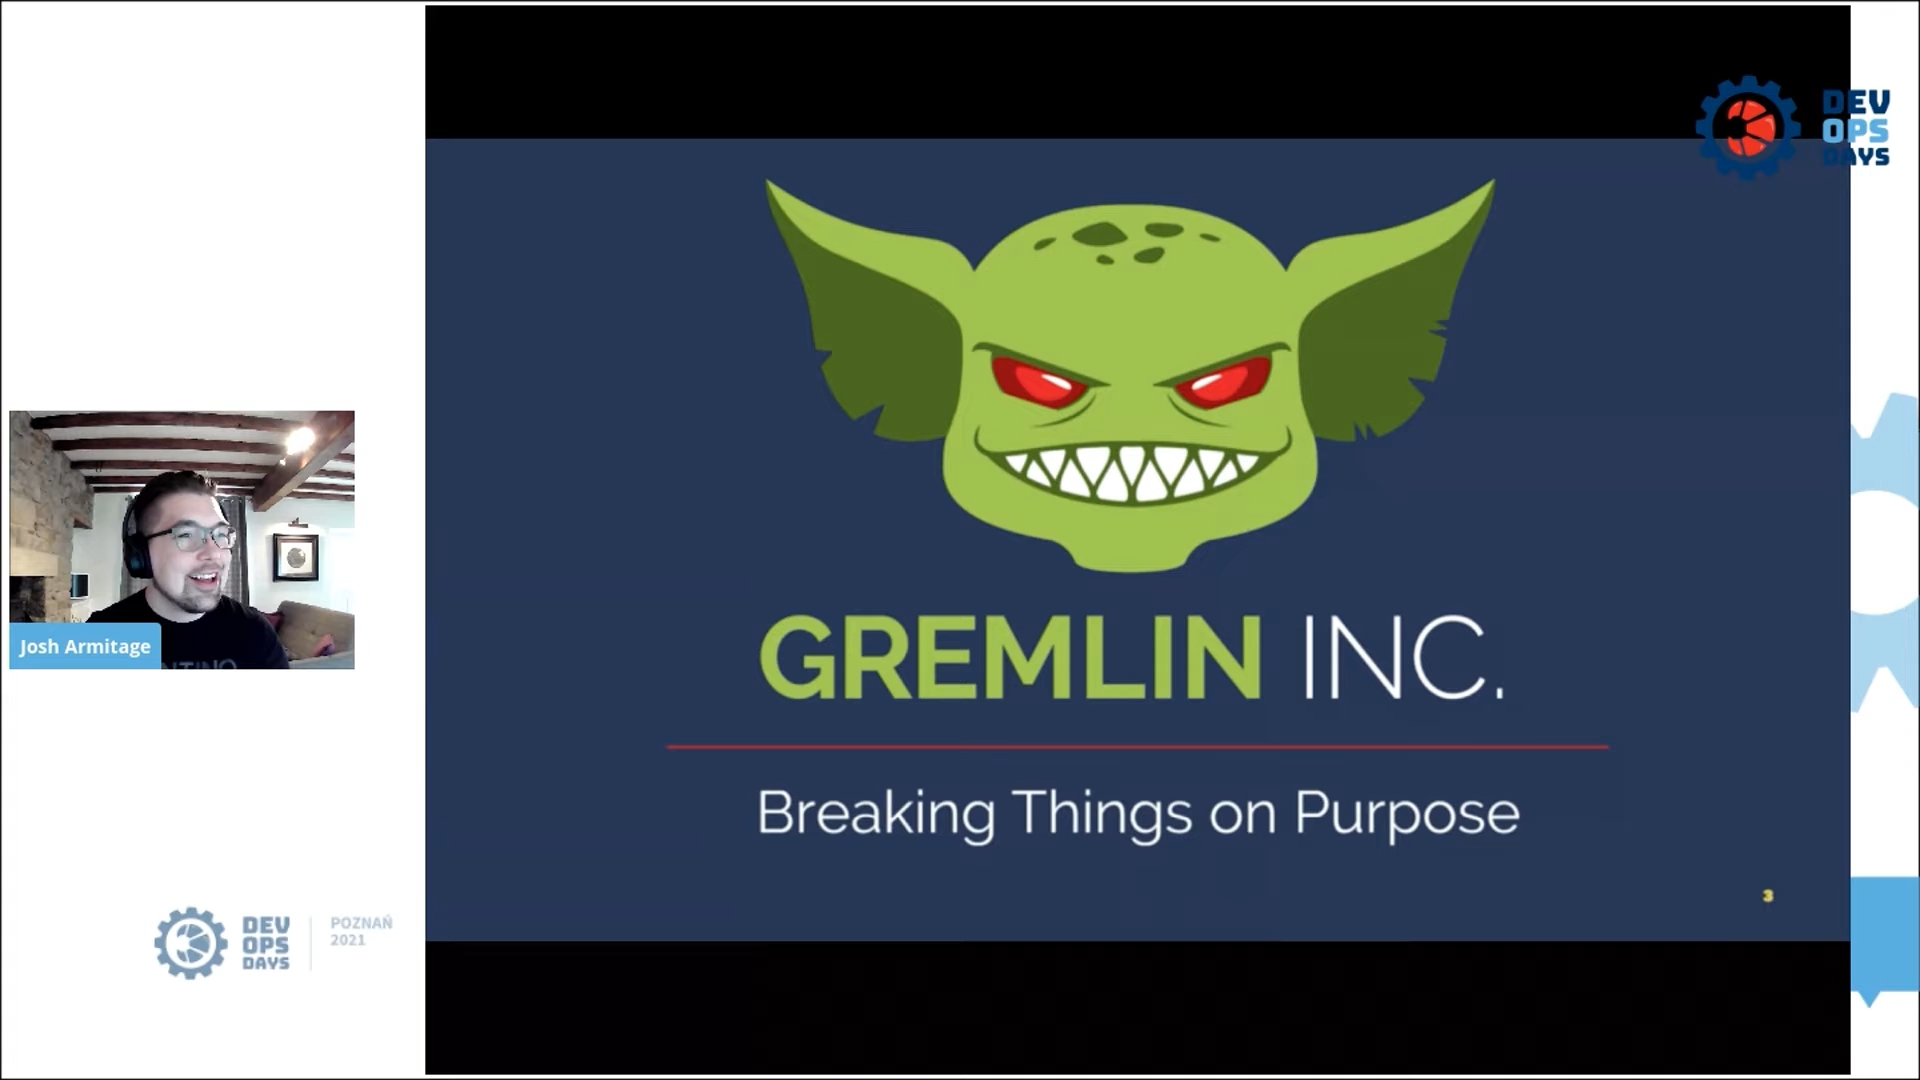 DEV
OPS
DAYS
GREMLIN INC.
Breaking Things on Purpose
3
Josh Armitage
DEV
OPS
DAYS
POZNAŃ
2021